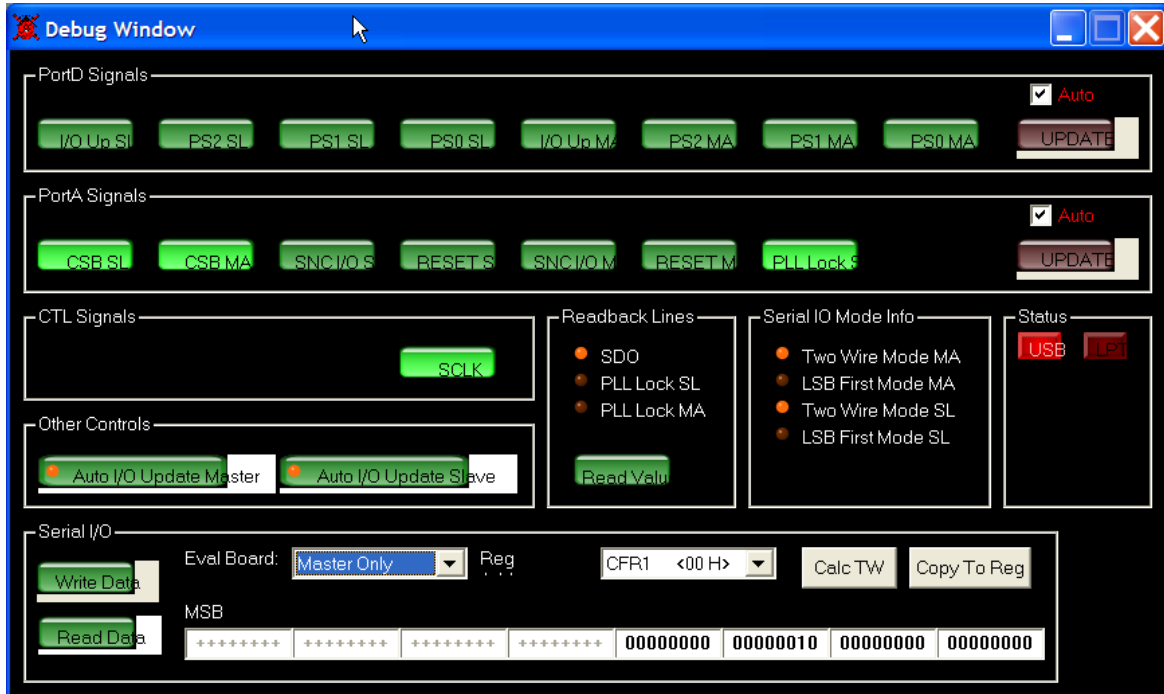 Debug Window
PortD Signals
Auto
I/O Up SL PS2 SL PS1 SL PS0 SL I/O Up MA PS2 MA PS1 MA PS0 MA UPDATE
PortA Signals
Auto
CSB SL CSB MA SNC I/O S RESET S SNC I/O M RESET M PLL Lock S UPDATE
CTL Signals
SCLK
Readback Lines
SDO
PLL Lock SL
PLL Lock MA
Read Valu
Serial IO Mode Info
Two Wire Mode MA
LSB First Mode MA
Two Wire Mode SL
LSB First Mode SL
Status
USB LPT
Other Controls
Auto I/O Update Master Auto I/O Update Slave
Serial I/O
Write Data Eval Board: Master Only Reg CFR1 <00 H> Calc TW Copy To Reg
MSB
Read Data ++++++++ ++++++++ ++++++++ ++++++++ 00000000 00000010 00000000 00000000